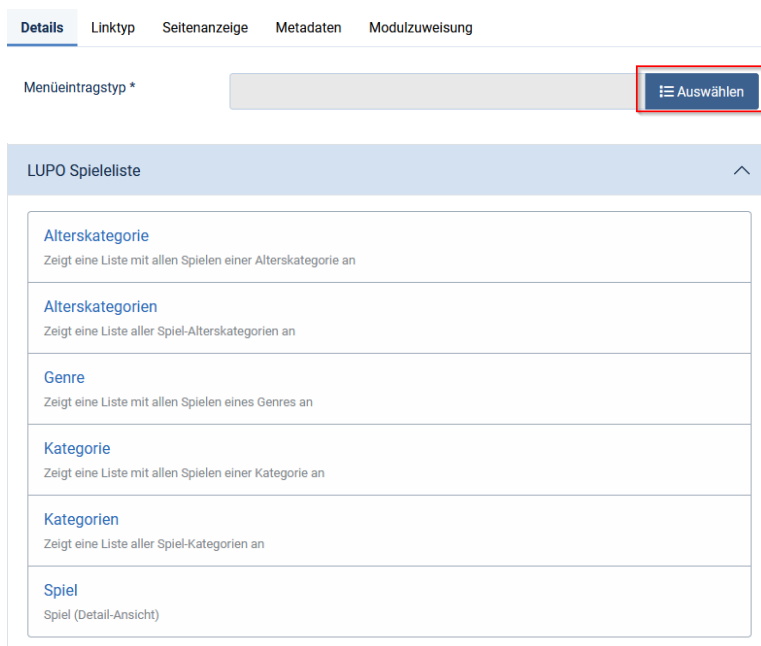 Details Linktyp Seitenanzeige Metadaten Modulzuweisung
Menüeintragstyp * Auswählen
LUPO Spieleliste
Alterskategorie
Zeigt eine Liste mit allen Spielen einer Alterskategorie an
Alterskategorien
Zeigt eine Liste aller Spiel-Alterskategorien an
Genre
Zeigt eine Liste mit allen Spielen eines Genres an
Kategorie
Zeigt eine Liste mit allen Spielen einer Kategorie an
Kategorien
Zeigt eine Liste aller Spiel-Kategorien an
Spiel
Spiel (Detail-Ansicht)